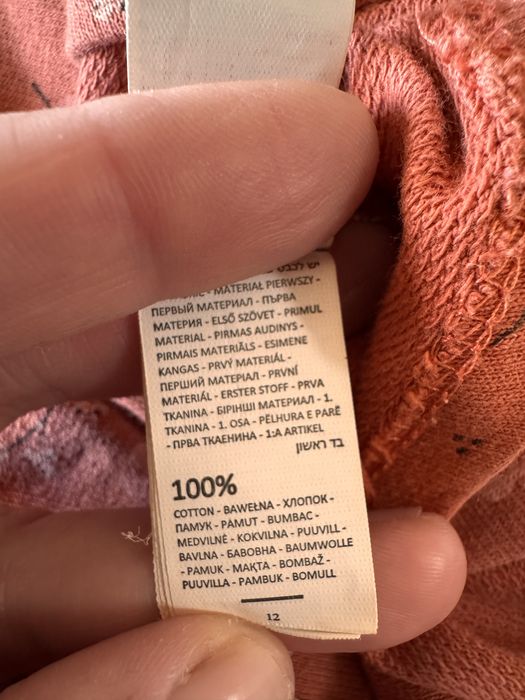 - MATERIAŁ PIERWSZY -
ПЕРВЫЙ МАТЕРИАЛ - ПЪРВА
МАТЕРИЯ - ELSŐ SZÖVET - PRIMUL
MATERIAL - PIRMAS AUDINYS -
PIRMAIS MATERIĀLS - ESIMENE
KANGAS - PRVÝ MATERIÁL -
ПЕРШИЙ МАТЕРІАЛ - PRVNÍ
MATERIÁL - ERSTER STOFF - PRVA
TKANINA - БІРІНШІ МАТЕРИАЛ - 1.
TKANINA - 1. OSA - PËLHURA E PARË
- ПРВА ТКАЕНИНА - 1:A ARTIKEL
בד ראשון
100%
COTTON - BAWEŁNA - ХЛОПОК -
ПАМУК - PAMUT - BUMBAC -
MEDVILNĖ - KOKVILNA - PUUVILL -
BAVLNA - БАВОВНА - BAUMWOLLE
- PAMUK - МАҚТА - BOMBAŽ -
PUUVILLA - PAMBUK - BOMULL
12